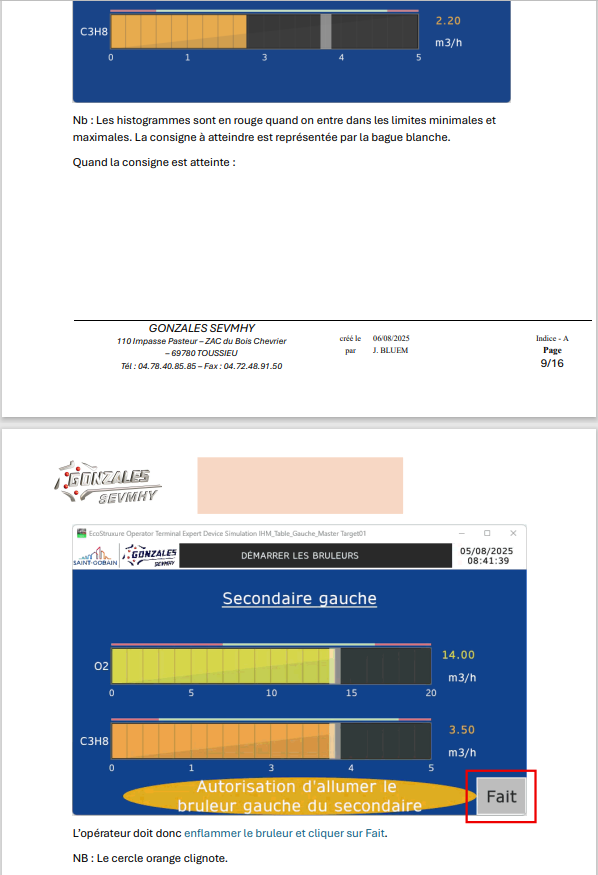 C3H8
2.20
m3/h
0 1 3 4 5
Nb : Les histogrammes sont en rouge quand on entre dans les limites minimales et
maximales. La consigne à atteindre est représentée par la bague blanche.
Quand la consigne est atteinte :
GONZALES SEVMHY
110 Impasse Pasteur – ZAC du Bois Chevrier
– 69780 TOUSSIEU
Tél : 04.78.40.85.85 – Fax : 04.72.48.91.50
créé le 06/08/2025
par J. BLUEM
Indice - A
Page
9/16
GONZALES
SEVMHY
EcoStruxure Operator Terminal Expert Device Simulation IHM_Table_Gauche_Master Target01
SAINT-GOBAIN
GONZALES
SEVMHY
DÉMARRER LES BRULEURS
05/08/2025
08:41:39
Secondaire gauche
O2
14.00
m3/h
0 5 10 15 20
C3H8
3.50
m3/h
0 1 3 4 5
Autorisation d'allumer le
bruleur gauche du secondaire
Fait
L'opérateur doit donc enflammer le bruleur et cliquer sur Fait.
NB : Le cercle orange clignote.